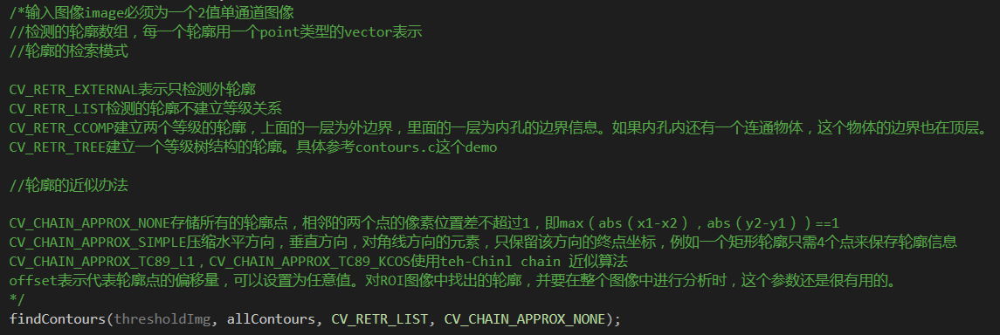 /*输入图像image必须为一个2值单通道图像
//检测的轮廓数组，每一个轮廓用一个point类型的vector表示
//轮廓的检索模式
CV_RETR_EXTERNAL表示只检测外轮廓
CV_RETR_LIST检测的轮廓不建立等级关系
CV_RETR_CCOMP建立两个等级的轮廓，上面的一层为外边界，里面的一层为内孔的边界信息。如果内孔内还有一个连通物体，这个物体的边界也在顶层。
CV_RETR_TREE建立一个等级树结构的轮廓。具体参考contours.c这个demo
//轮廓的近似办法
CV_CHAIN_APPROX_NONE存储所有的轮廓点，相邻的两个点的像素位置差不超过1，即max（abs（x1-x2），abs（y2-y1））==1
CV_CHAIN_APPROX_SIMPLE压缩水平方向，垂直方向，对角线方向的元素，只保留该方向的终点坐标，例如一个矩形轮廓只需4个点来保存轮廓信息
CV_CHAIN_APPROX_TC89_L1，CV_CHAIN_APPROX_TC89_KCOS使用teh-Chinl chain 近似算法
offset表示代表轮廓点的偏移量，可以设置为任意值。对ROI图像中找出的轮廓，并要在整个图像中进行分析时，这个参数还是很有用的。
*/
findContours(thresholdImg, allContours, CV_RETR_LIST, CV_CHAIN_APPROX_NONE);